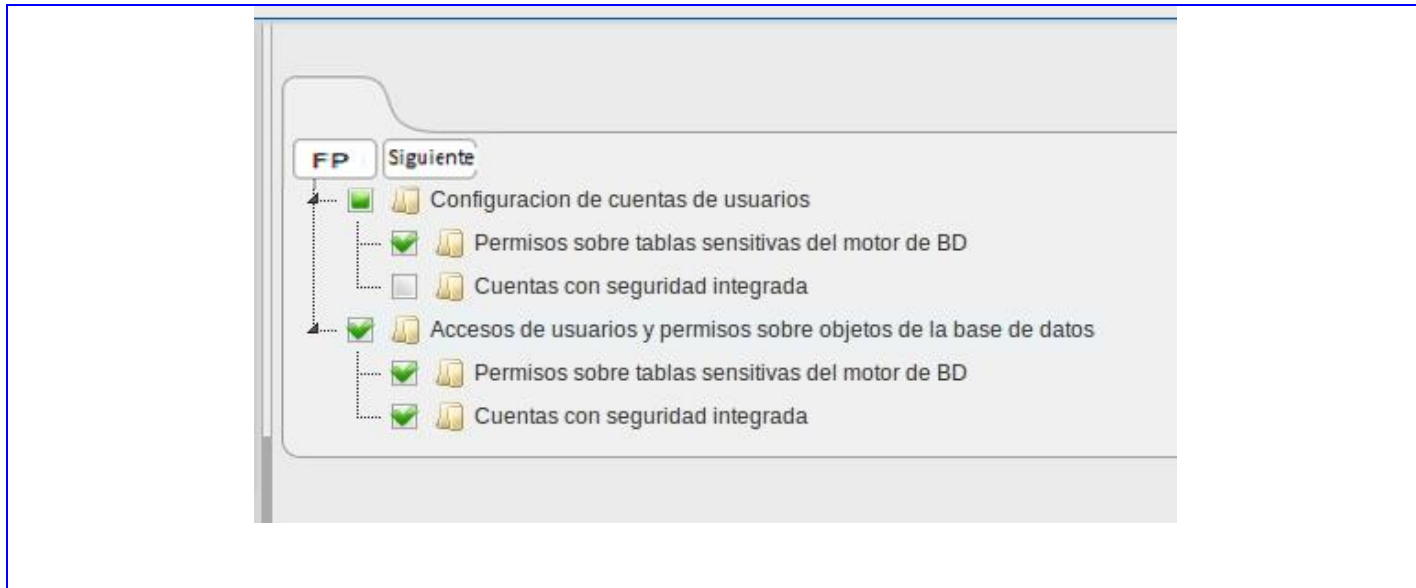 FP Siguiente
Configuracion de cuentas de usuarios
Permisos sobre tablas sensitivas del motor de BD
Cuentas con seguridad integrada
Accesos de usuarios y permisos sobre objetos de la base de datos
Permisos sobre tablas sensitivas del motor de BD
Cuentas con seguridad integrada